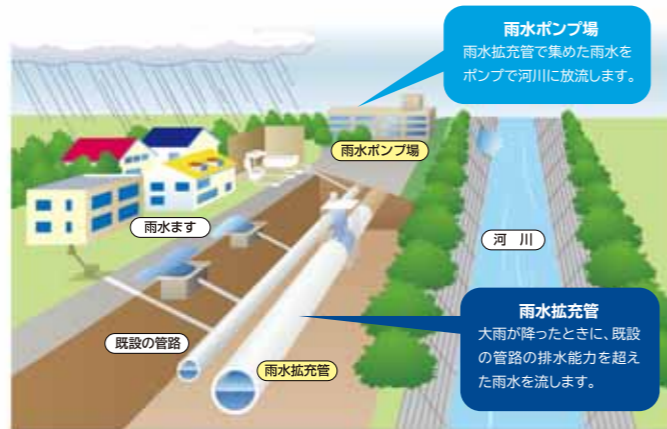 雨水ポンプ場
雨水拡充管で集めた雨水を
ポンプで河川に放流します。
雨水ポンプ場
雨水ます
河　川
既設の管路
雨水拡充管
雨水拡充管
大雨が降ったときに、既設
の管路の排水能力を超え
た雨水を流します。